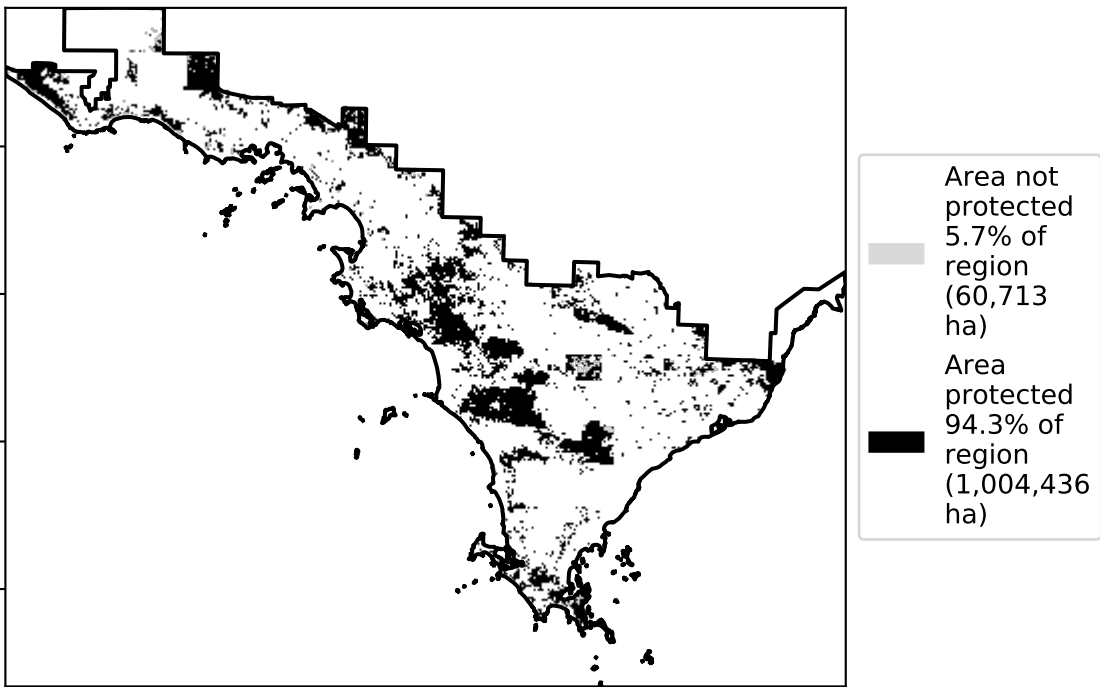 Area not
protected
5.7% of
region
(60,713
ha)
Area
protected
94.3% of
region
(1,004,436
ha)